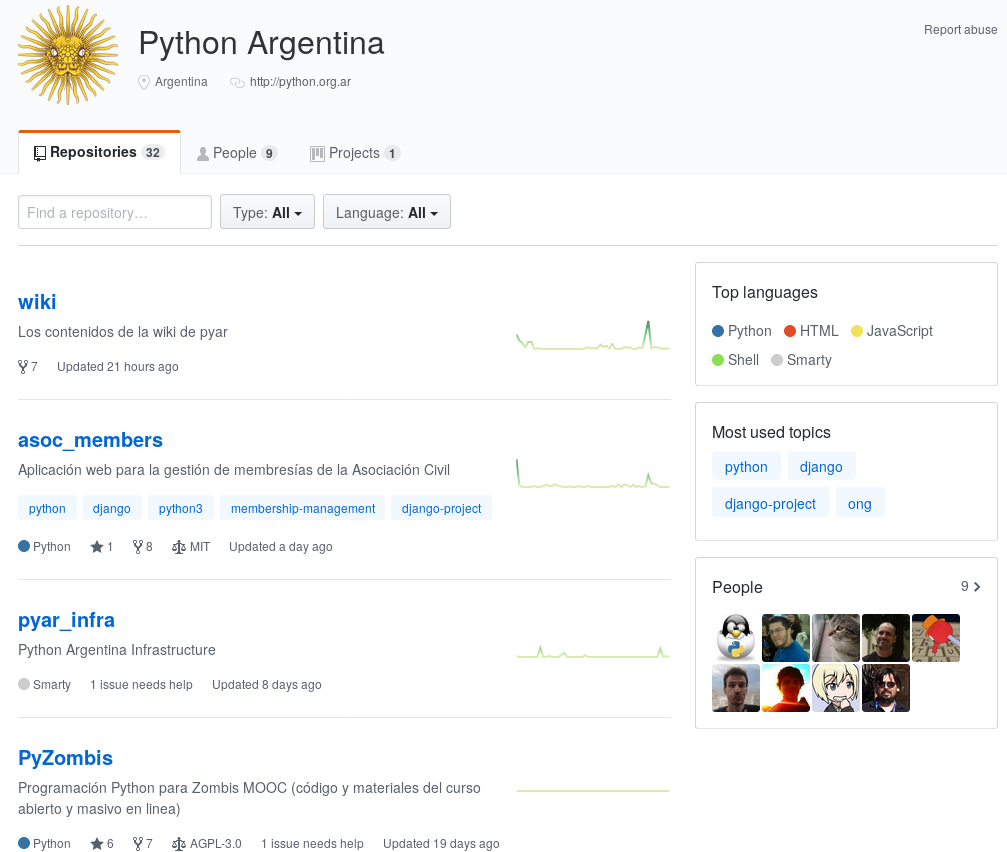 Python Argentina
Report abuse
Argentina http://python.org.ar
Repositories 32 People 9 Projects 1
Find a repository… Type: All Language: All
wiki
Los contenidos de la wiki de pyar
7 Updated 21 hours ago
asoc_members
Aplicación web para la gestión de membresías de la Asociación Civil
python django python3 membership-management django-project
Python 1 8 MIT Updated a day ago
pyar_infra
Python Argentina Infrastructure
Smarty 1 issue needs help Updated 8 days ago
PyZombis
Programación Python para Zombis MOOC (código y materiales del curso
abierto y masivo en linea)
Python 6 7 AGPL-3.0 1 issue needs help Updated 19 days ago
Top languages
Python HTML JavaScript
Shell Smarty
Most used topics
python django
django-project ong
People 9